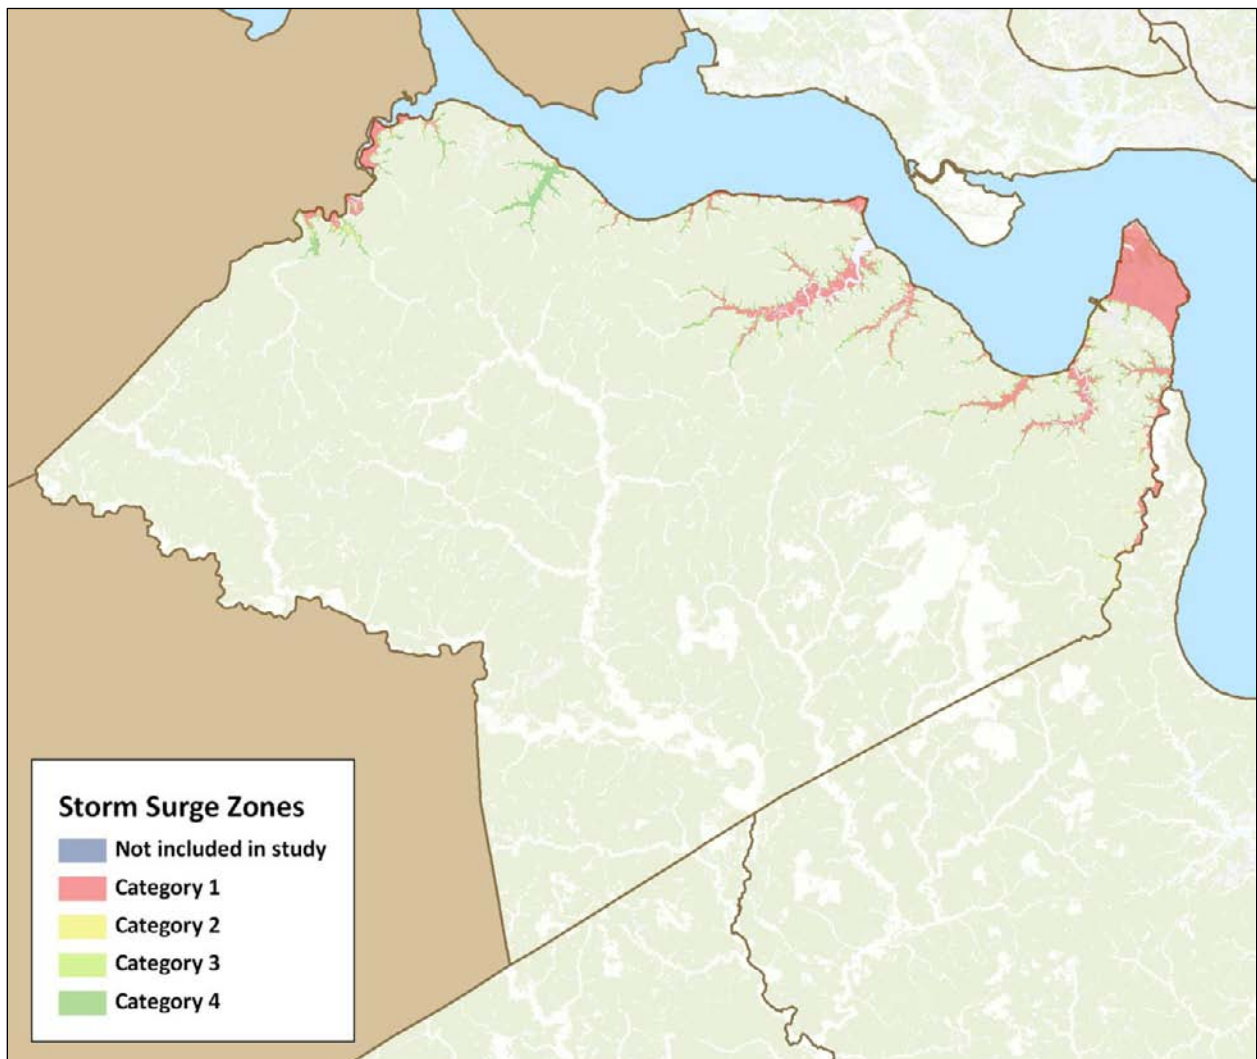 Storm Surge Zones
Not included in study
Category 1
Category 2
Category 3
Category 4